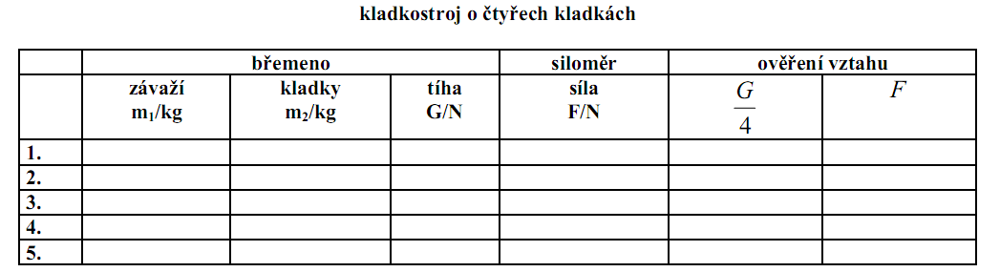 kladkostroj o čtyřech kladkách
břemeno siloměr ověření vztahu
závaží kladky tíha síla G/4 F
m₁/kg m₂/kg G/N F/N
1.
2.
3.
4.
5.